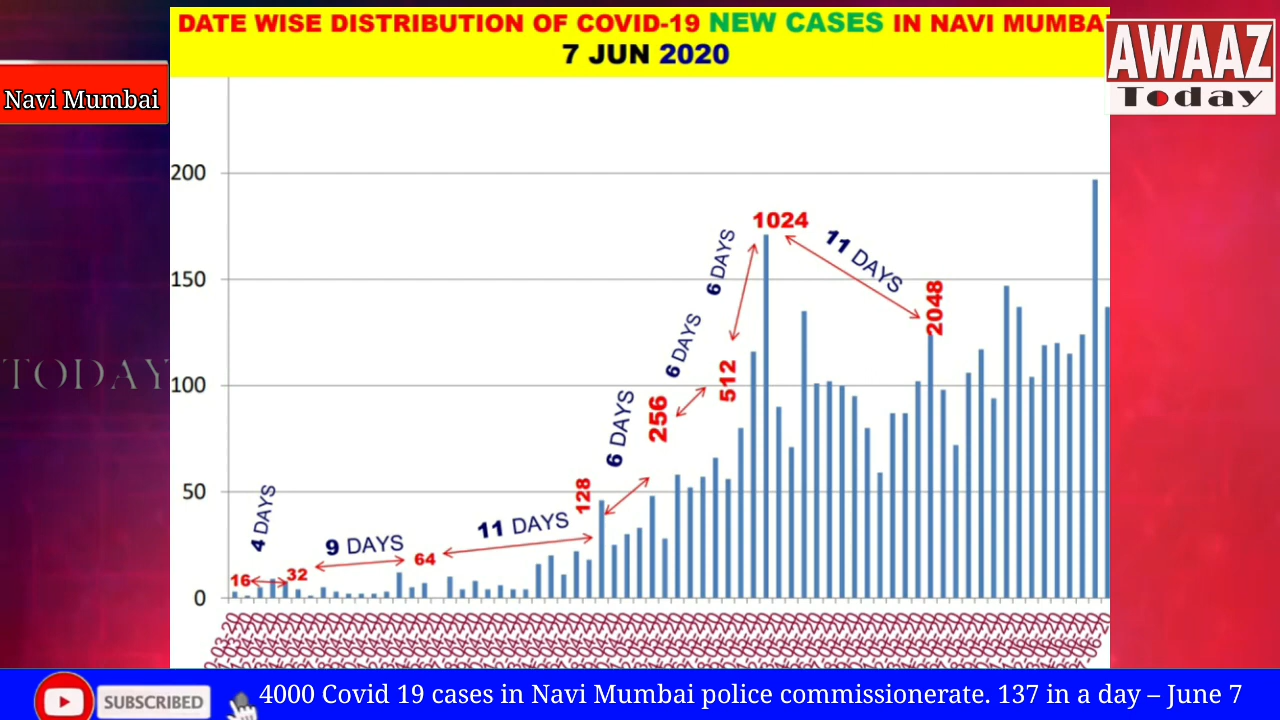 DATE WISE DISTRIBUTION OF COVID-19 NEW CASES IN NAVI MUMBA
7 JUN 2020
AWAAZ
Today
Navi Mumbai
TODAY
200
150
100
50
0
16
4 DAYS
32
9 DAYS
64
11 DAYS
128
6 DAYS
256
6 DAYS
512
6 DAYS
1024
11 DAYS
2048
SUBSCRIBED
4000 Covid 19 cases in Navi Mumbai police commissionerate. 137 in a day – June 7